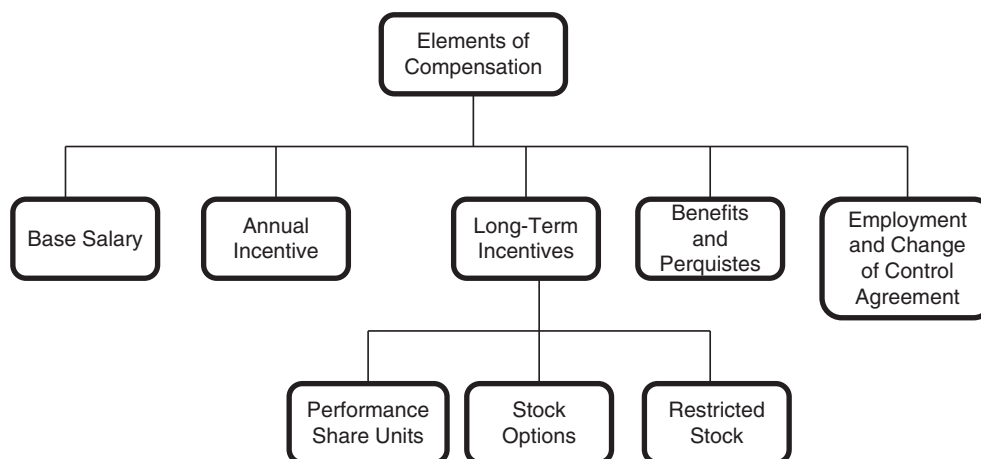 Elements of
Compensation
Base Salary
Annual
Incentive
Long-Term
Incentives
Benefits
and
Perquistes
Employment
and Change
of Control
Agreement
Performance
Share Units
Stock
Options
Restricted
Stock